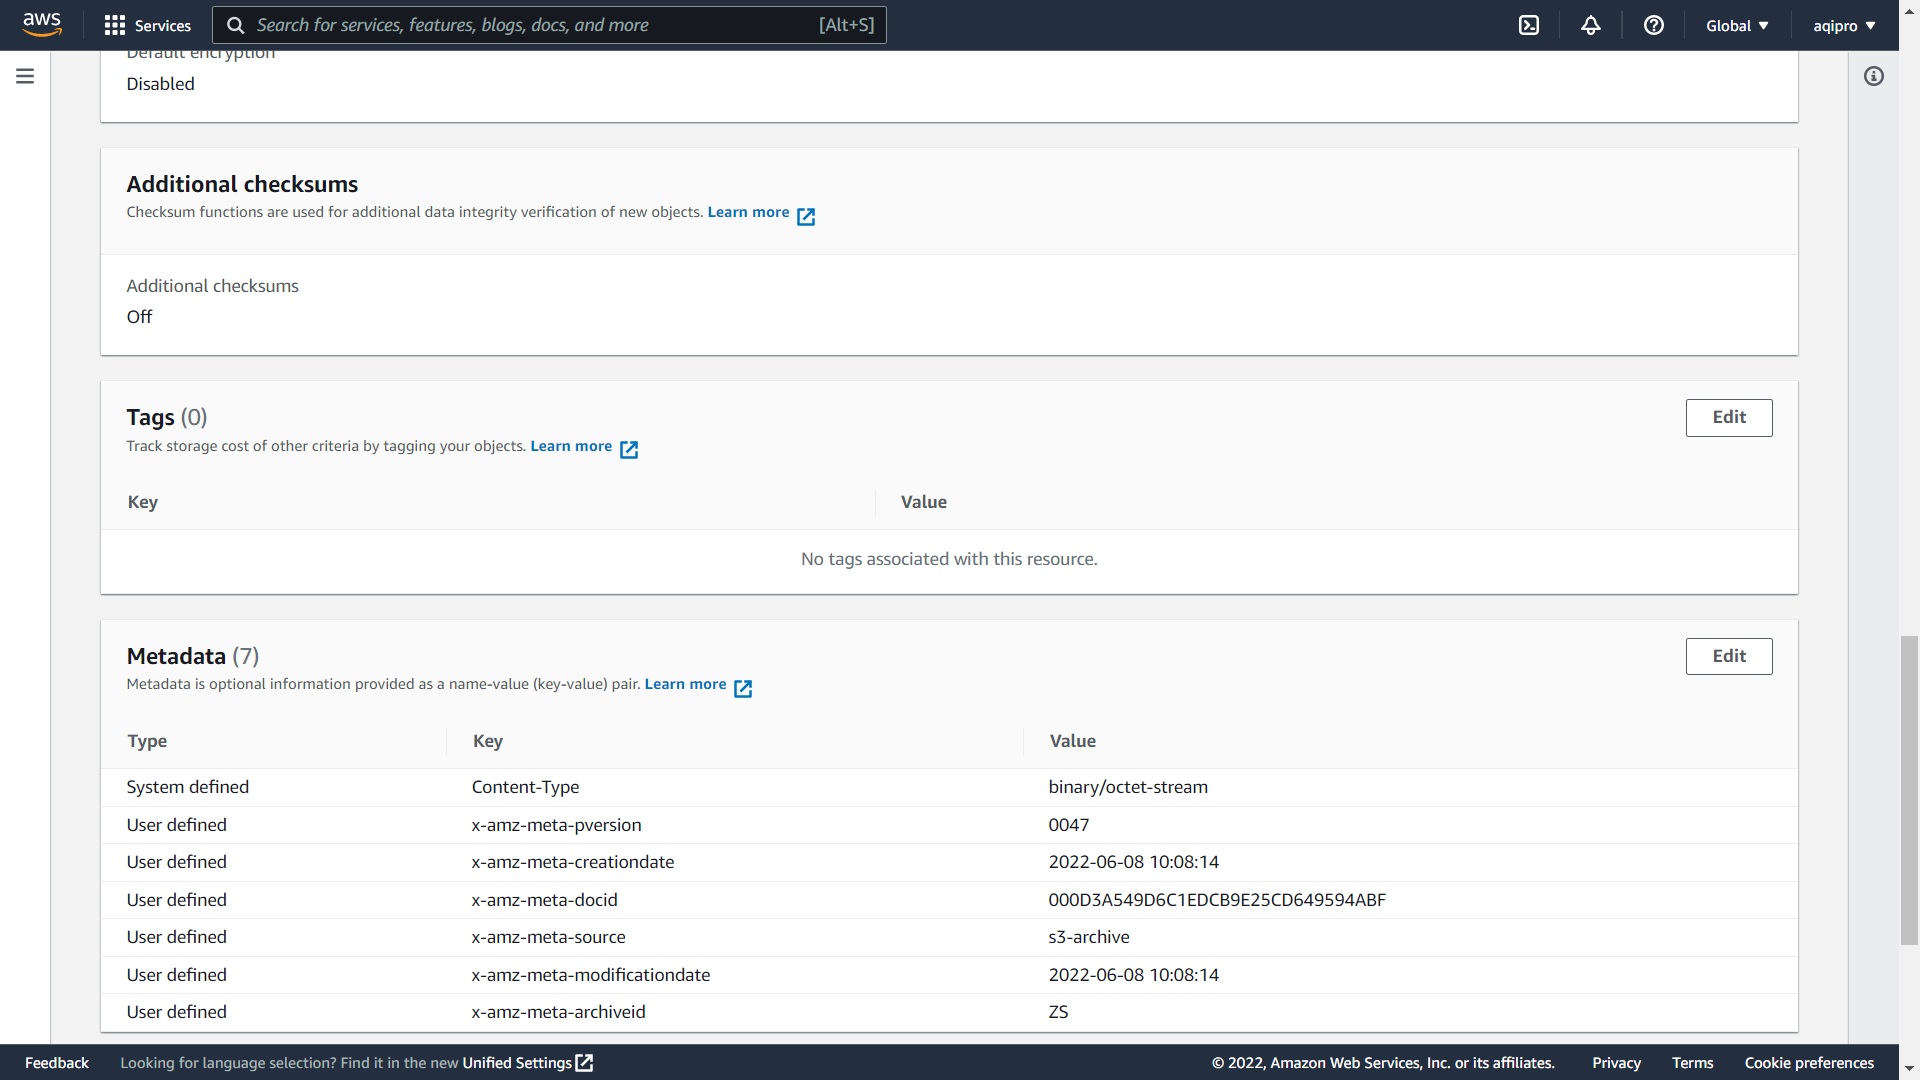 aws Services Search for services, features, blogs, docs, and more [Alt+S] Global aqipro
Default encryption
Disabled
Additional checksums
Checksum functions are used for additional data integrity verification of new objects. Learn more
Additional checksums
Off
Tags (0) Edit
Track storage cost of other criteria by tagging your objects. Learn more
Key Value
No tags associated with this resource.
Metadata (7) Edit
Metadata is optional information provided as a name-value (key-value) pair. Learn more
Type Key Value
System defined Content-Type binary/octet-stream
User defined x-amz-meta-pversion 0047
User defined x-amz-meta-creationdate 2022-06-08 10:08:14
User defined x-amz-meta-docid 000D3A549D6C1EDCB9E25CD649594ABF
User defined x-amz-meta-source s3-archive
User defined x-amz-meta-modificationdate 2022-06-08 10:08:14
User defined x-amz-meta-archiveid ZS
Feedback Looking for language selection? Find it in the new Unified Settings © 2022, Amazon Web Services, Inc. or its affiliates. Privacy Terms Cookie preferences